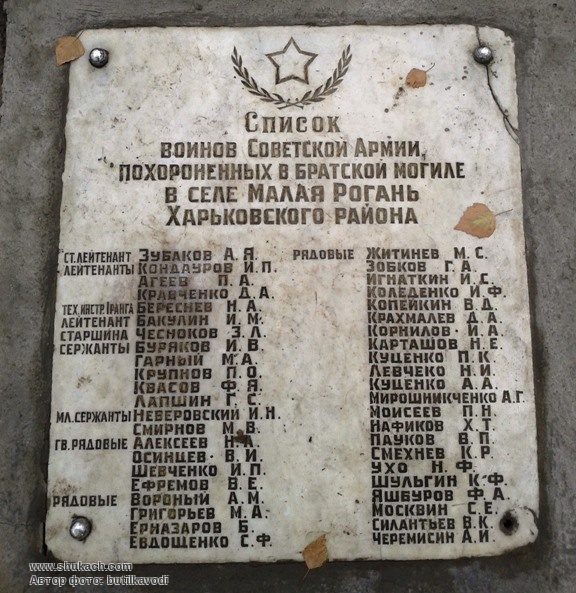 Список
воинов Советской Армии,
похороненных в братской могиле
в селе Малая Рогань
Харьковского района
ст. лейтенант Зубаков А. Я.
лейтенанты Кондауров И. П.
Агеев П. А.
Кравченко Д. А.
тех. инстр. I ранга Береснев Н. А.
лейтенант Бакулин И. М.
старшина Чесноков З. Л.
сержанты Буряков И. В.
Гарный М. А.
Крупнов П. О.
Квасов Ф. Я.
Лапшин Г. С.
мл. сержанты Неверовский И. Н.
Смирнов М. В.
гв. рядовые Алексеев Н. А.
Осинцев В. И.
Шевченко И. П.
Ефремов В. Е.
рядовые Вороный А. М.
Григорьев М. А.
Ерназаров Б.
Евдощенко С. Ф.
рядовые Житинев М. С.
Зобков Г. А.
Игнаткин И. С.
Коледенко И. Ф.
Копейкин В. Д.
Крахмалев Д. А.
Корнилов И. А.
Карташов Н. Е.
Куценко П. К.
Левчеко Н. И.
Куценко А. А.
Мирошникченко А. Г.
Моисеев П. Н.
Нафиков Х. Т.
Пауков В. П.
Смехнев К. Р.
Ухо Н. Ф.
Шульгин К. Ф.
Яшбуров Ф. А.
Москвин С. Е.
Силантьев В. К.
Черемисин А. И.
www.shukach.com
Автор фото: butilkavodi